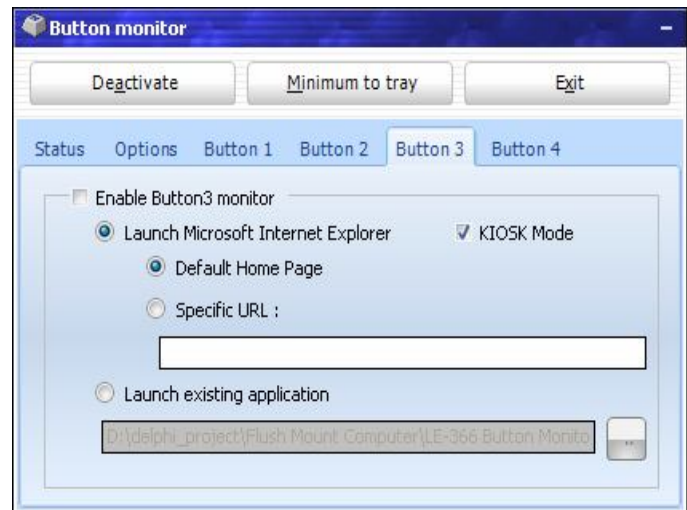 Button monitor
Deactivate Minimum to tray Exit
Status Options Button 1 Button 2 Button 3 Button 4
Enable Button3 monitor
Launch Microsoft Internet Explorer KIOSK Mode
Default Home Page
Specific URL :
Launch existing application
D:\delphi_project\Flush Mount Computer\LE-366 Button Monito ..